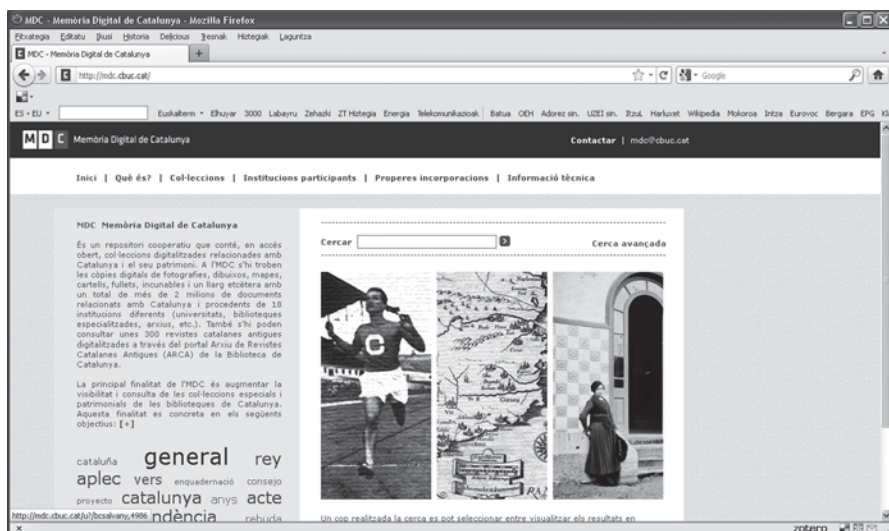 MDC - Memòria Digital de Catalunya - Mozilla Firefox
Fitxategia Editatu Ikusi Historia Delicious Tresnak Hiztegiak Laguntza
MDC - Memòria Digital de Catalunya
http://mdc.cbuc.cat/
Google
ES • EU Euskalterm Elhuyar 3000 Labayru Zehazki ZT Hiztegia Energia Telekomunikazioak Batua OEH Adorez sin. UZEI sin. ItzuL Harluxet Wikipedia Mokoroa Intza Eurovoc Bergara EPG
MDC Memòria Digital de Catalunya Contactar | mdc@cbuc.cat
Inici | Què és? | Col·leccions | Institucions participants | Properes incorporacions | Informació tècnica
MDC Memòria Digital de Catalunya
És un repositori cooperatiu que conté, en accés
obert, col·leccions digitalitzades relacionades amb
Catalunya i el seu patrimoni. A l'MDC s'hi troben
les còpies digitals de fotografies, dibuixos, mapes,
cartells, fullets, incunables i un llarg etcètera amb
un total de més de 2 milions de documents
relacionats amb Catalunya i procedents de 18
institucions diferents (universitats, biblioteques
especialitzades, arxius, etc.). També s'hi poden
consultar unes 300 revistes catalanes antigues
digitalitzades a través del portal Arxiu de Revistes
Catalanes Antigues (ARCA) de la Biblioteca de
Catalunya.
La principal finalitat de l'MDC és augmentar la
visibilitat i consulta de les col·leccions especials i
patrimonials de les biblioteques de Catalunya.
Aquesta finalitat es concreta en els següents
objectius: [+]
cataluña general rey
aplec vers enquadernació consejo
proyecto catalunya anys acte
ndència rebuda
Cercar Cerca avançada
C
Un cop realitzada la cerca es pot seleccionar entre visualitzar els resultats en
http://mdc.cbuc.cat/u?/bcsalvany,4986
zotero